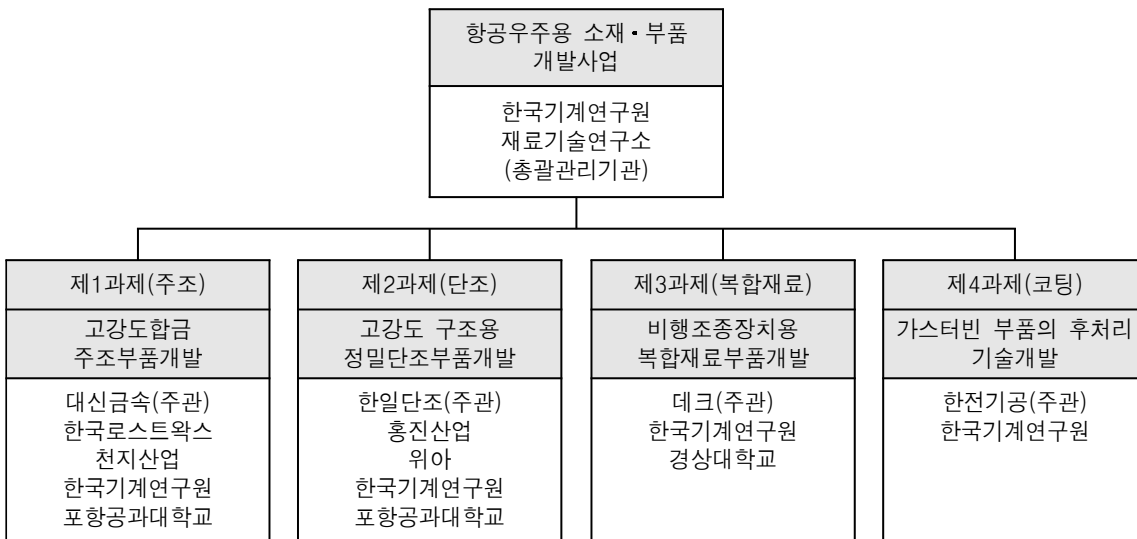 항공우주용 소재·부품
개발사업
한국기계연구원
재료기술연구소
(총괄관리기관)
제1과제(주조)
고강도합금
주조부품개발
대신금속(주관)
한국로스트왁스
천지산업
한국기계연구원
포항공과대학교
제2과제(단조)
고강도 구조용
정밀단조부품개발
한일단조(주관)
홍진산업
위아
한국기계연구원
포항공과대학교
제3과제(복합재료)
비행조종장치용
복합재료부품개발
데크(주관)
한국기계연구원
경상대학교
제4과제(코팅)
가스터빈 부품의 후처리
기술개발
한전기공(주관)
한국기계연구원